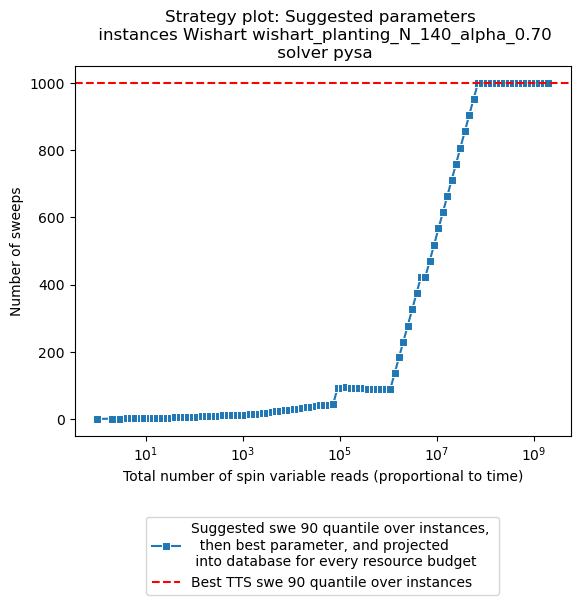 Strategy plot: Suggested parameters
instances Wishart wishart_planting_N_140_alpha_0.70
solver pysa
1000
800
600
400
200
0
Number of sweeps
10^1
10^3
10^5
10^7
10^9
Total number of spin variable reads (proportional to time)
Suggested swe 90 quantile over instances,
then best parameter, and projected
into database for every resource budget
Best TTS swe 90 quantile over instances